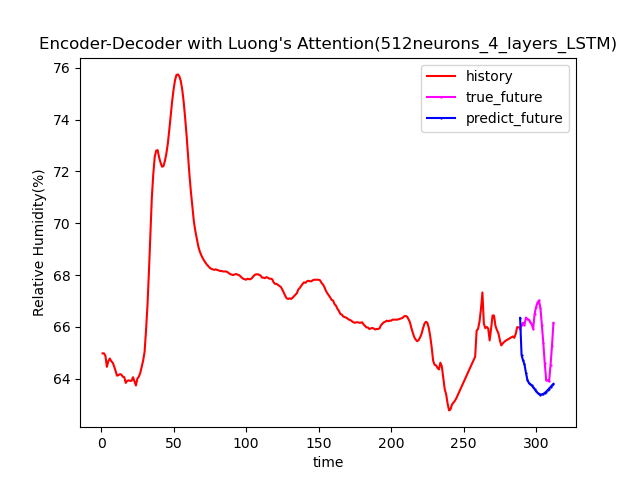 Encoder-Decoder with Luong's Attention(512neurons_4_layers_LSTM)
history
true_future
predict_future
Relative Humidity(%)
76
74
72
70
68
66
64
0 50 100 150 200 250 300
time